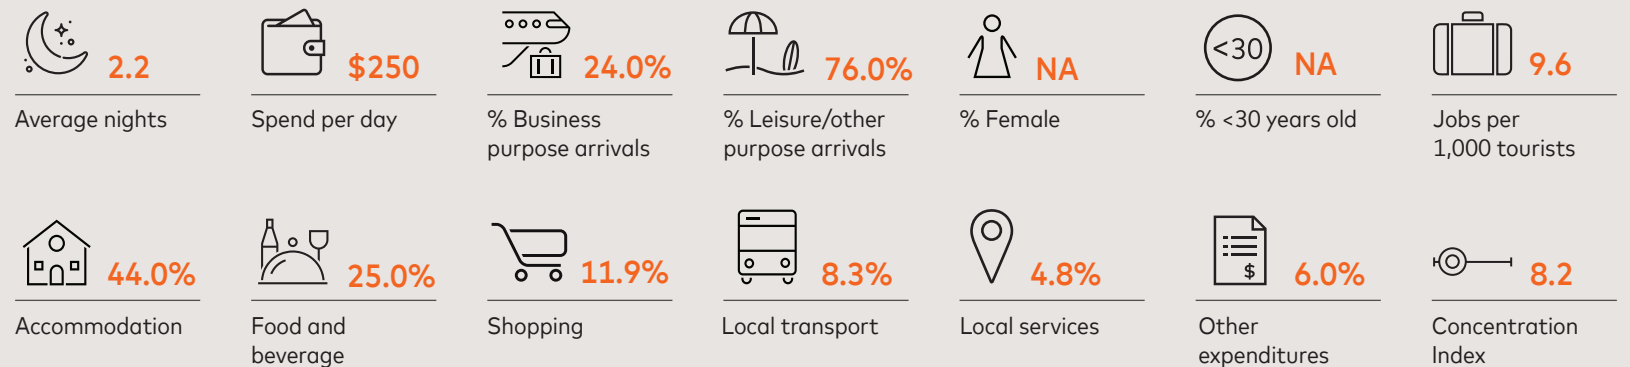 2.2
Average nights
$250
Spend per day
24.0%
% Business
purpose arrivals
76.0%
% Leisure/other
purpose arrivals
NA
% Female
<30
NA
% <30 years old
9.6
Jobs per
1,000 tourists
44.0%
Accommodation
25.0%
Food and
beverage
11.9%
Shopping
8.3%
Local transport
4.8%
Local services
$
6.0%
Other
expenditures
8.2
Concentration
Index